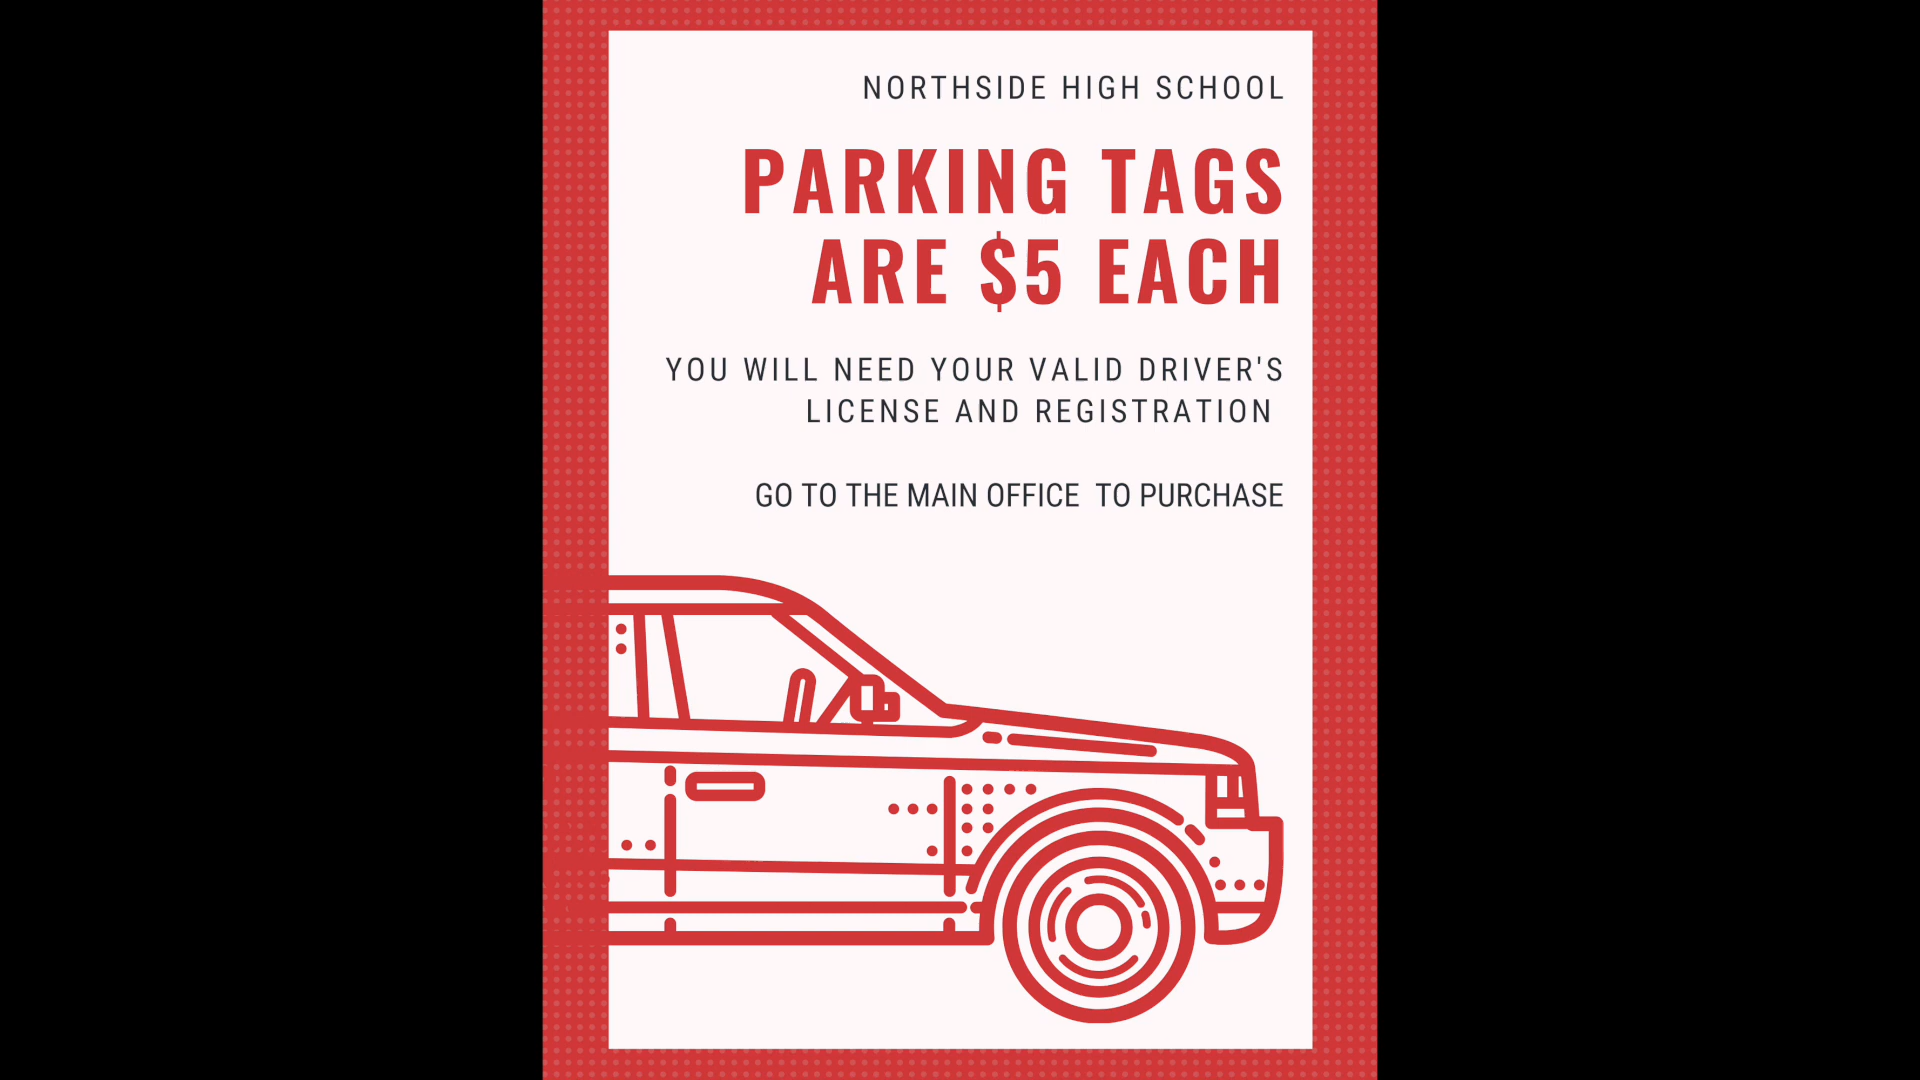 NORTHSIDE HIGH SCHOOL
PARKING TAGS
ARE $5 EACH
YOU WILL NEED YOUR VALID DRIVER'S
LICENSE AND REGISTRATION
GO TO THE MAIN OFFICE  TO PURCHASE